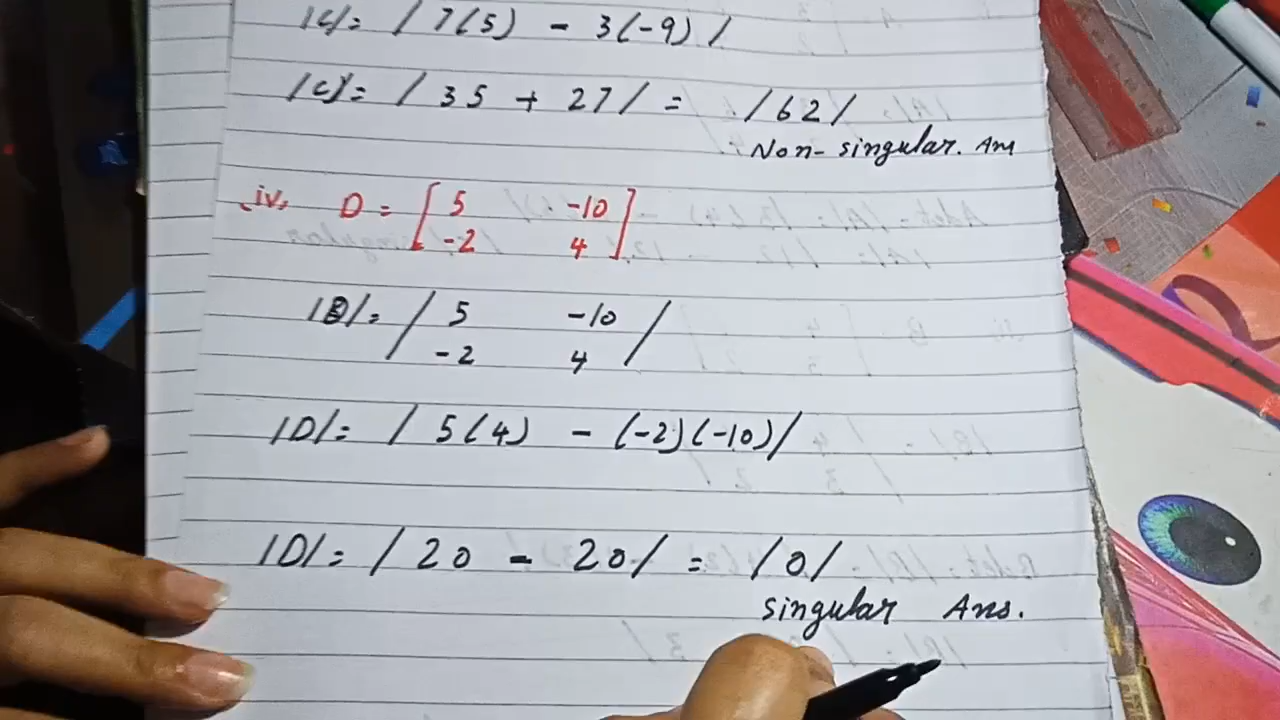 |C|= / 7(5) - 3(-9) /
|C|= / 35 + 27 / = / 62 /
∴ Non-singular. Ans
iv, D = [ 5 -10
-2 4 ]
|D|= / 5 -10 /
-2 4
|D|= / 5(4) - (-2)(-10) /
|D|= / 20 - 20 / = / 0 /
singular Ans.